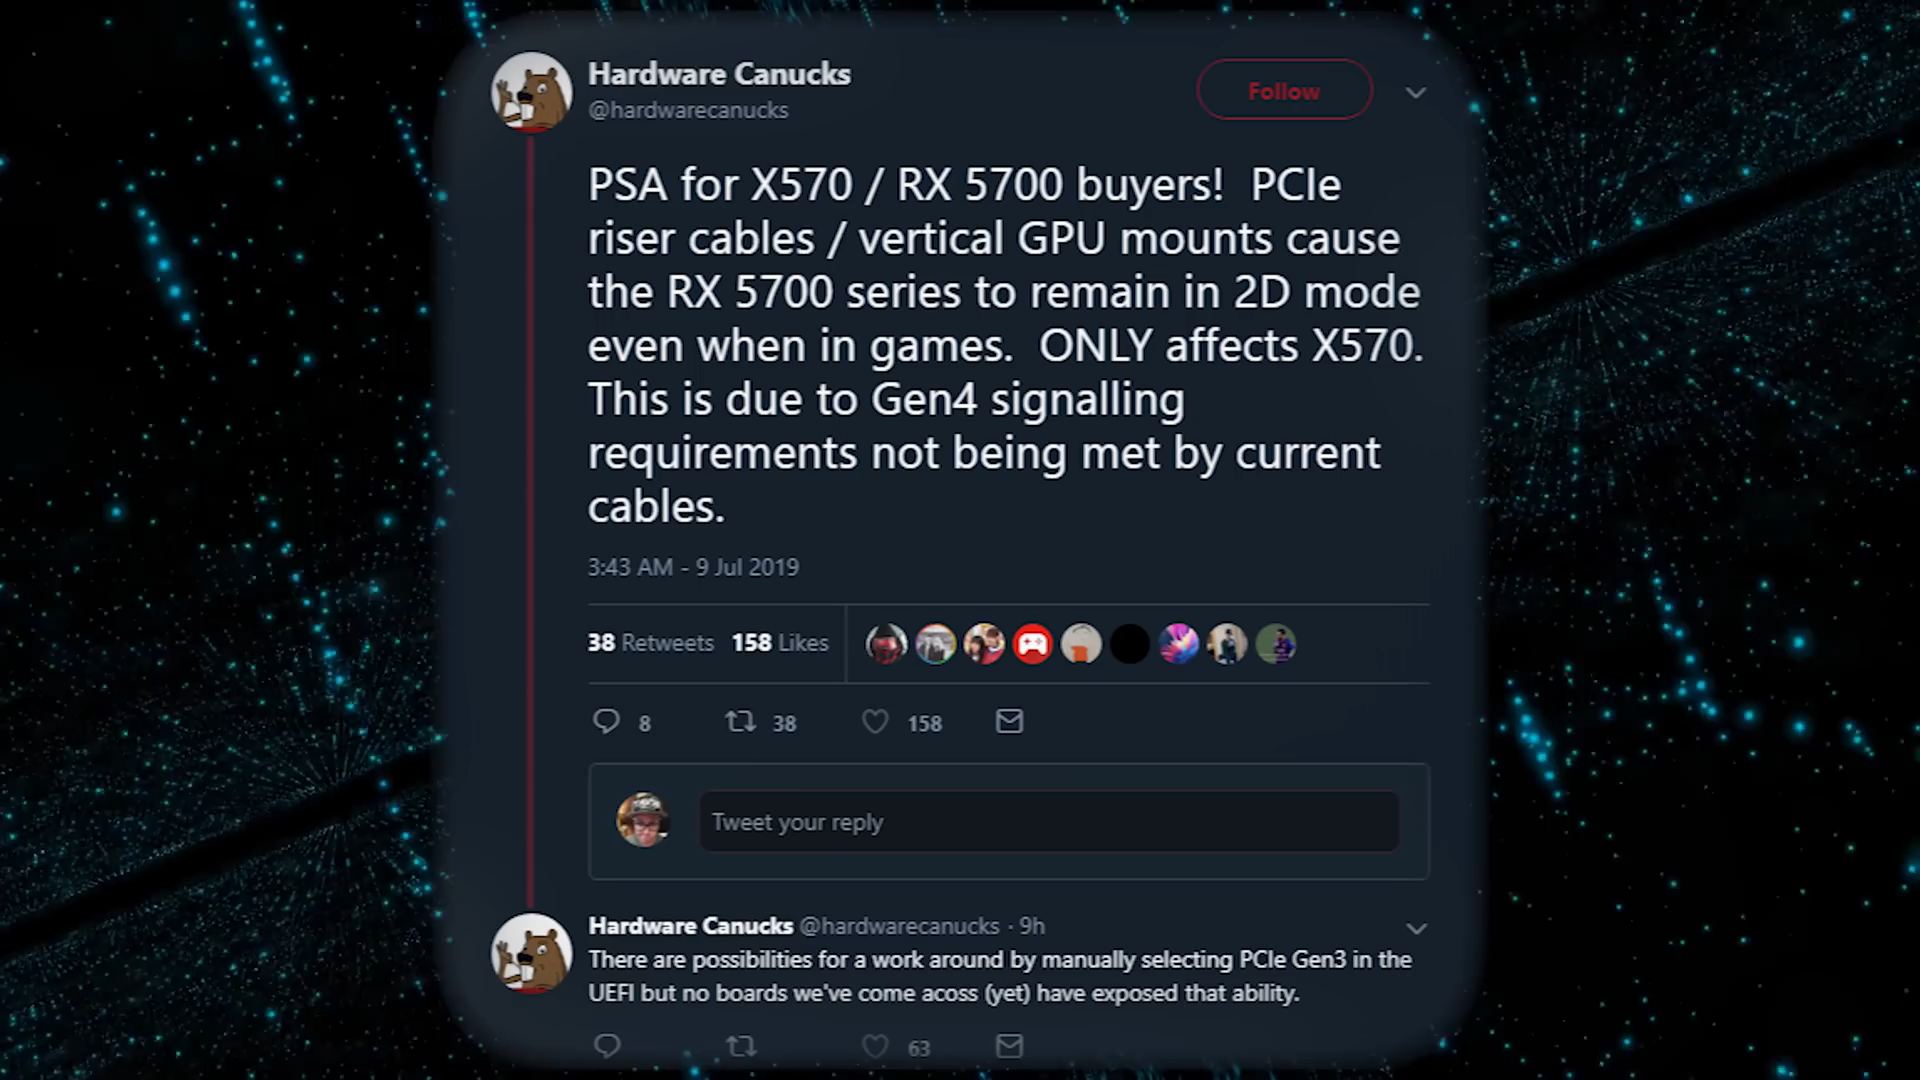 Hardware Canucks
@hardwarecanucks
Follow
PSA for X570 / RX 5700 buyers! PCIe
riser cables / vertical GPU mounts cause
the RX 5700 series to remain in 2D mode
even when in games. ONLY affects X570.
This is due to Gen4 signalling
requirements not being met by current
cables.
3:43 AM - 9 Jul 2019
38 Retweets 158 Likes
8 38 158
Tweet your reply
Hardware Canucks @hardwarecanucks · 9h
There are possibilities for a work around by manually selecting PCIe Gen3 in the
UEFI but no boards we've come acoss (yet) have exposed that ability.
63